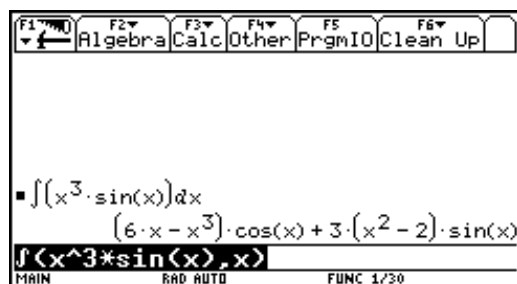 F1 F2▾ F3▾ F4▾ F5 F6▾
Algebra Calc Other PrgmIO Clean Up
∫(x³·sin(x))dx
(6·x − x³)·cos(x) + 3·(x² − 2)·sin(x)
∫(x^3*sin(x),x)
MAIN RAD AUTO FUNC 1/30